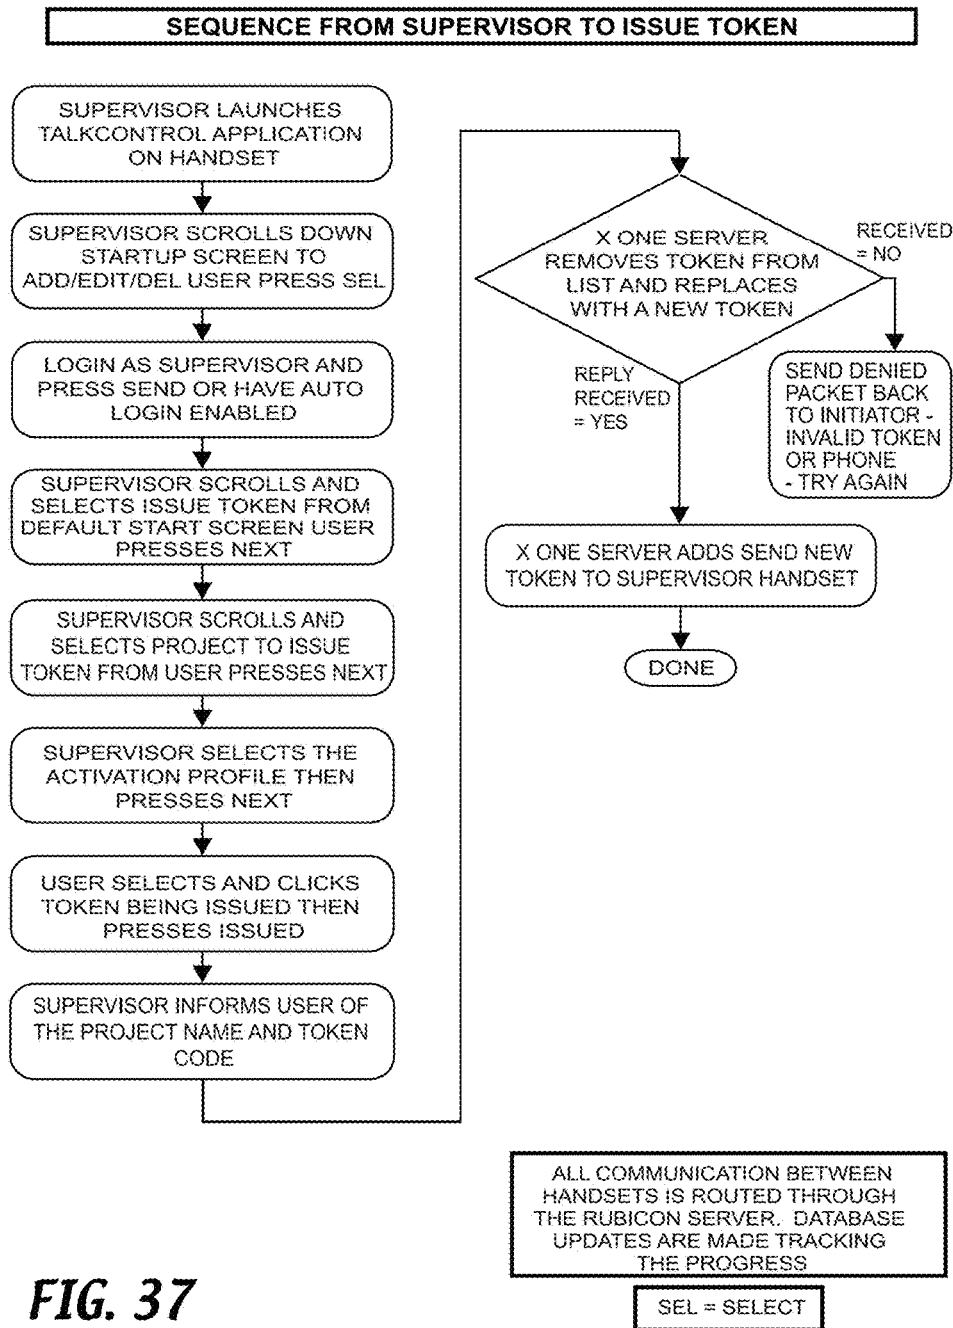 SEQUENCE FROM SUPERVISOR TO ISSUE TOKEN
SUPERVISOR LAUNCHES
TALKCONTROL APPLICATION
ON HANDSET
SUPERVISOR SCROLLS DOWN
STARTUP SCREEN TO
ADD/EDIT/DEL USER PRESS SEL
LOGIN AS SUPERVISOR AND
PRESS SEND OR HAVE AUTO
LOGIN ENABLED
SUPERVISOR SCROLLS AND
SELECTS ISSUE TOKEN FROM
DEFAULT START SCREEN USER
PRESSES NEXT
SUPERVISOR SCROLLS AND
SELECTS PROJECT TO ISSUE
TOKEN FROM USER PRESSES NEXT
SUPERVISOR SELECTS THE
ACTIVATION PROFILE THEN
PRESSES NEXT
USER SELECTS AND CLICKS
TOKEN BEING ISSUED THEN
PRESSES ISSUED
SUPERVISOR INFORMS USER OF
THE PROJECT NAME AND TOKEN
CODE
X ONE SERVER
REMOVES TOKEN FROM
LIST AND REPLACES
WITH A NEW TOKEN
RECEIVED
= NO
REPLY
RECEIVED
= YES
SEND DENIED
PACKET BACK
TO INITIATOR -
INVALID TOKEN
OR PHONE
- TRY AGAIN
X ONE SERVER ADDS SEND NEW
TOKEN TO SUPERVISOR HANDSET
DONE
ALL COMMUNICATION BETWEEN
HANDSETS IS ROUTED THROUGH
THE RUBICON SERVER. DATABASE
UPDATES ARE MADE TRACKING
THE PROGRESS
SEL = SELECT
FIG. 37